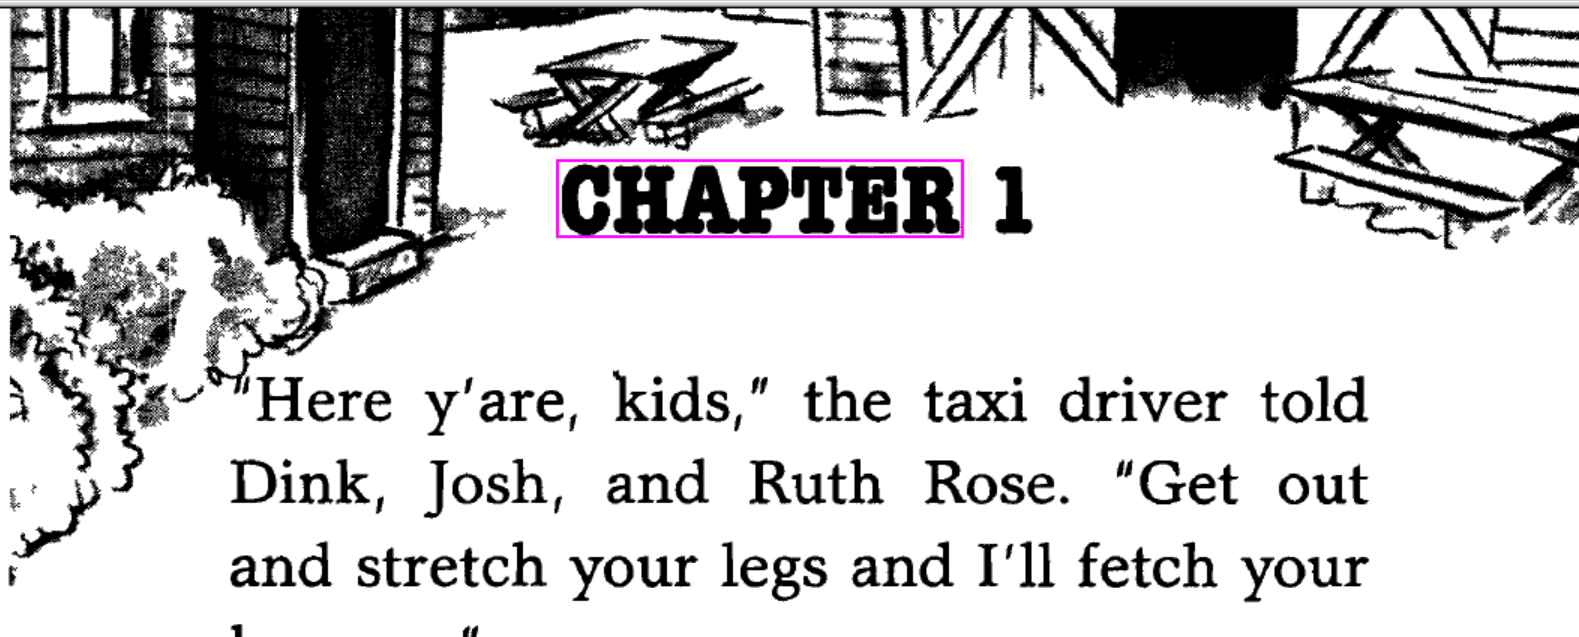 CHAPTER 1
"Here y'are, kids," the taxi driver told
Dink, Josh, and Ruth Rose. "Get out
and stretch your legs and I'll fetch your